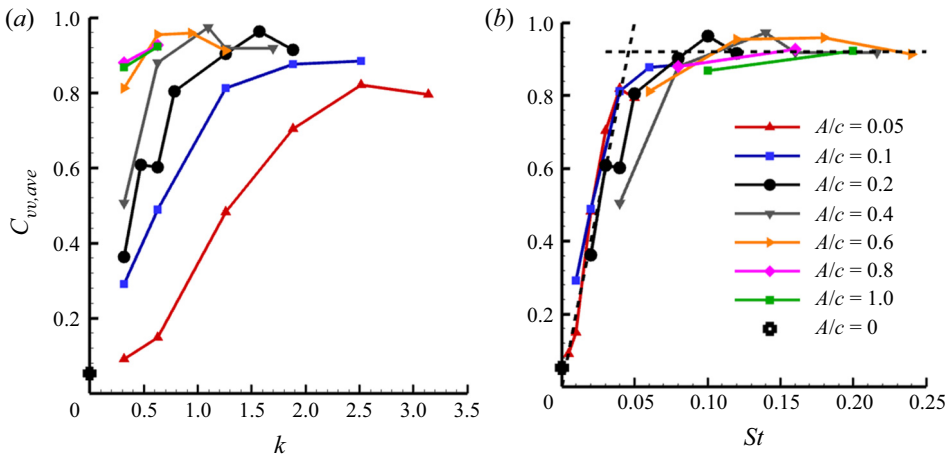 (a)
1.0
0.8
0.6
0.4
0.2
0
0.5
1.0
1.5
2.0
2.5
3.0
3.5
C_{vv,ave}
k
(b)
1.0
0.8
0.6
0.4
0.2
0
0.05
0.10
0.15
0.20
0.25
St
A/c = 0.05
A/c = 0.1
A/c = 0.2
A/c = 0.4
A/c = 0.6
A/c = 0.8
A/c = 1.0
A/c = 0